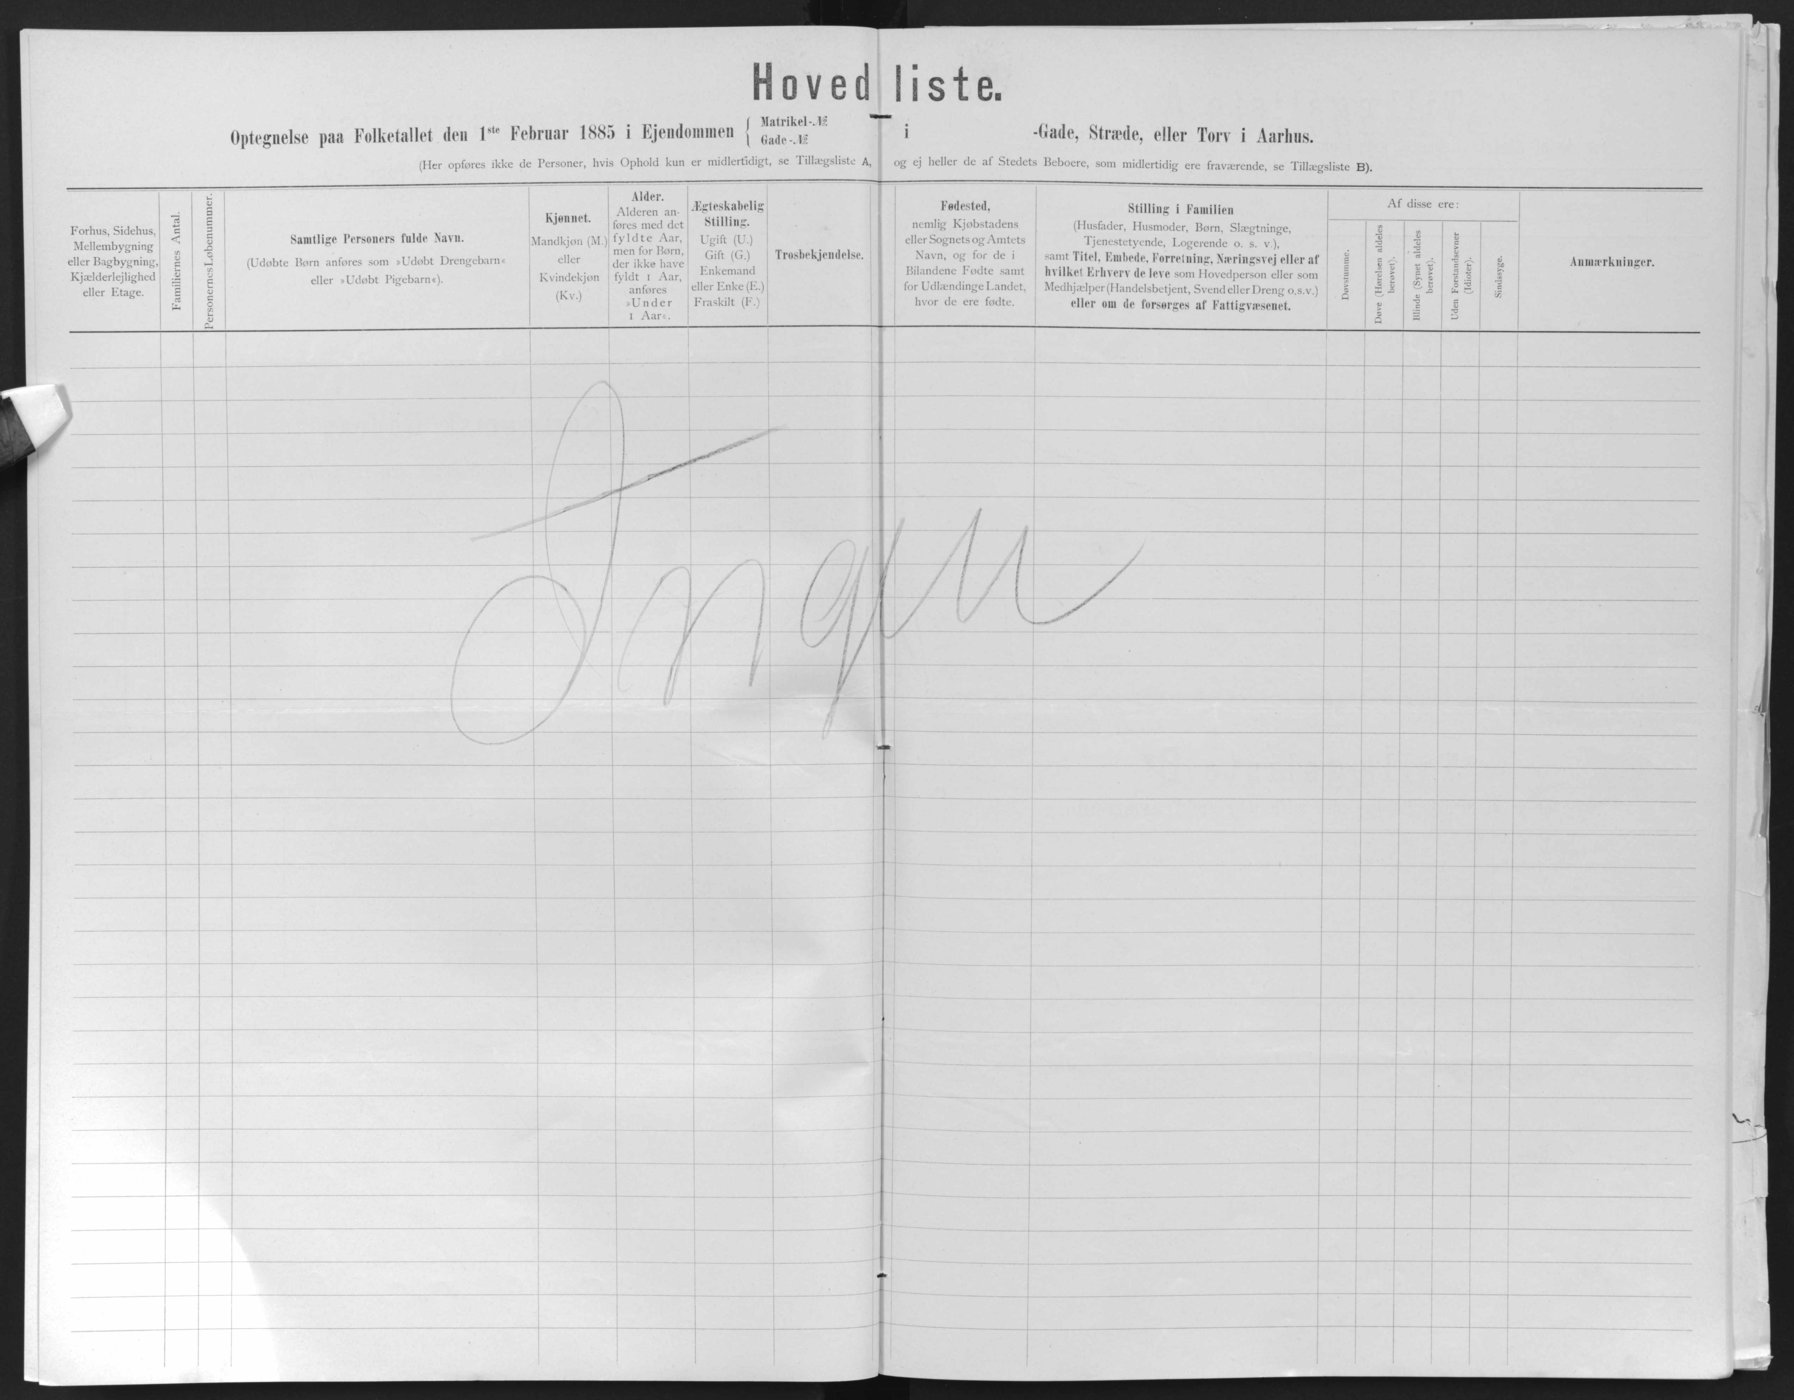 Hovedliste.
Optegnelse paa Folketallet den 1ste Februar 1885 i Ejendommen { Matrikel-№ i -Gade, Stræde, eller Torv i Aarhus.
Gade-№
(Her opføres ikke de Personer, hvis Ophold kun er midlertidigt, se Tillægsliste A, og ej heller de af Stedets Beboere, som midlertidig ere fraværende, se Tillægsliste B).
Forhus, Sidehus,
Mellembygning
eller Bagbygning,
Kjælderlejlighed
eller Etage.
Familiernes Antal.
Personernes Løbenummer.
Samtlige Personers fulde Navn.
(Udøbte Børn anføres som »Udøbt Drengebarn«
eller »Udøbt Pigebarn«).
Kjønnet.
Mandkjøn (M.)
eller
Kvindekjøn
(Kv.)
Alder.
Alderen an-
føres med det
fyldte Aar,
men for Børn,
der ikke have
fyldt 1 Aar,
anføres
»Under
1 Aar«.
Ægteskabelig
Stilling.
Ugift (U.)
Gift (G.)
Enkemand
eller Enke (E.)
Fraskilt (F.)
Trosbekjendelse.
Fødested,
nemlig Kjøbstadens
eller Sognets og Amtets
Navn, og for de i
Bilandene Fødte samt
for Udlændinge Landet,
hvor de ere fødte.
Stilling i Familien
(Husfader, Husmoder, Børn, Slægtninge,
Tjenestetyende, Logerende o. s. v.),
samt Titel, Embede, Forretning, Næringsvej eller af
hvilket Erhverv de leve som Hovedperson eller som
Medhjælper (Handelsbetjent, Svend eller Dreng o.s.v.)
eller om de forsørges af Fattigvæsenet.
Af disse ere:
Døvstumme.
Døve (Hørelsen aldeles
berøvet).
Blinde (Synet aldeles
berøvet).
Uden Forstandsevner
(Idioter).
Sindssyge.
Anmærkninger.
Ingen